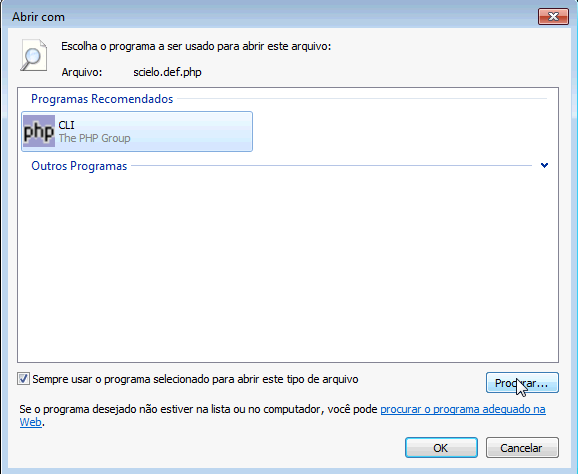 Abrir com
Escolha o programa a ser usado para abrir este arquivo:
Arquivo: scielo.def.php
Programas Recomendados
php CLI
The PHP Group
Outros Programas
Sempre usar o programa selecionado para abrir este tipo de arquivo
Procurar...
Se o programa desejado não estiver na lista ou no computador, você pode procurar o programa adequado na
Web.
OK Cancelar